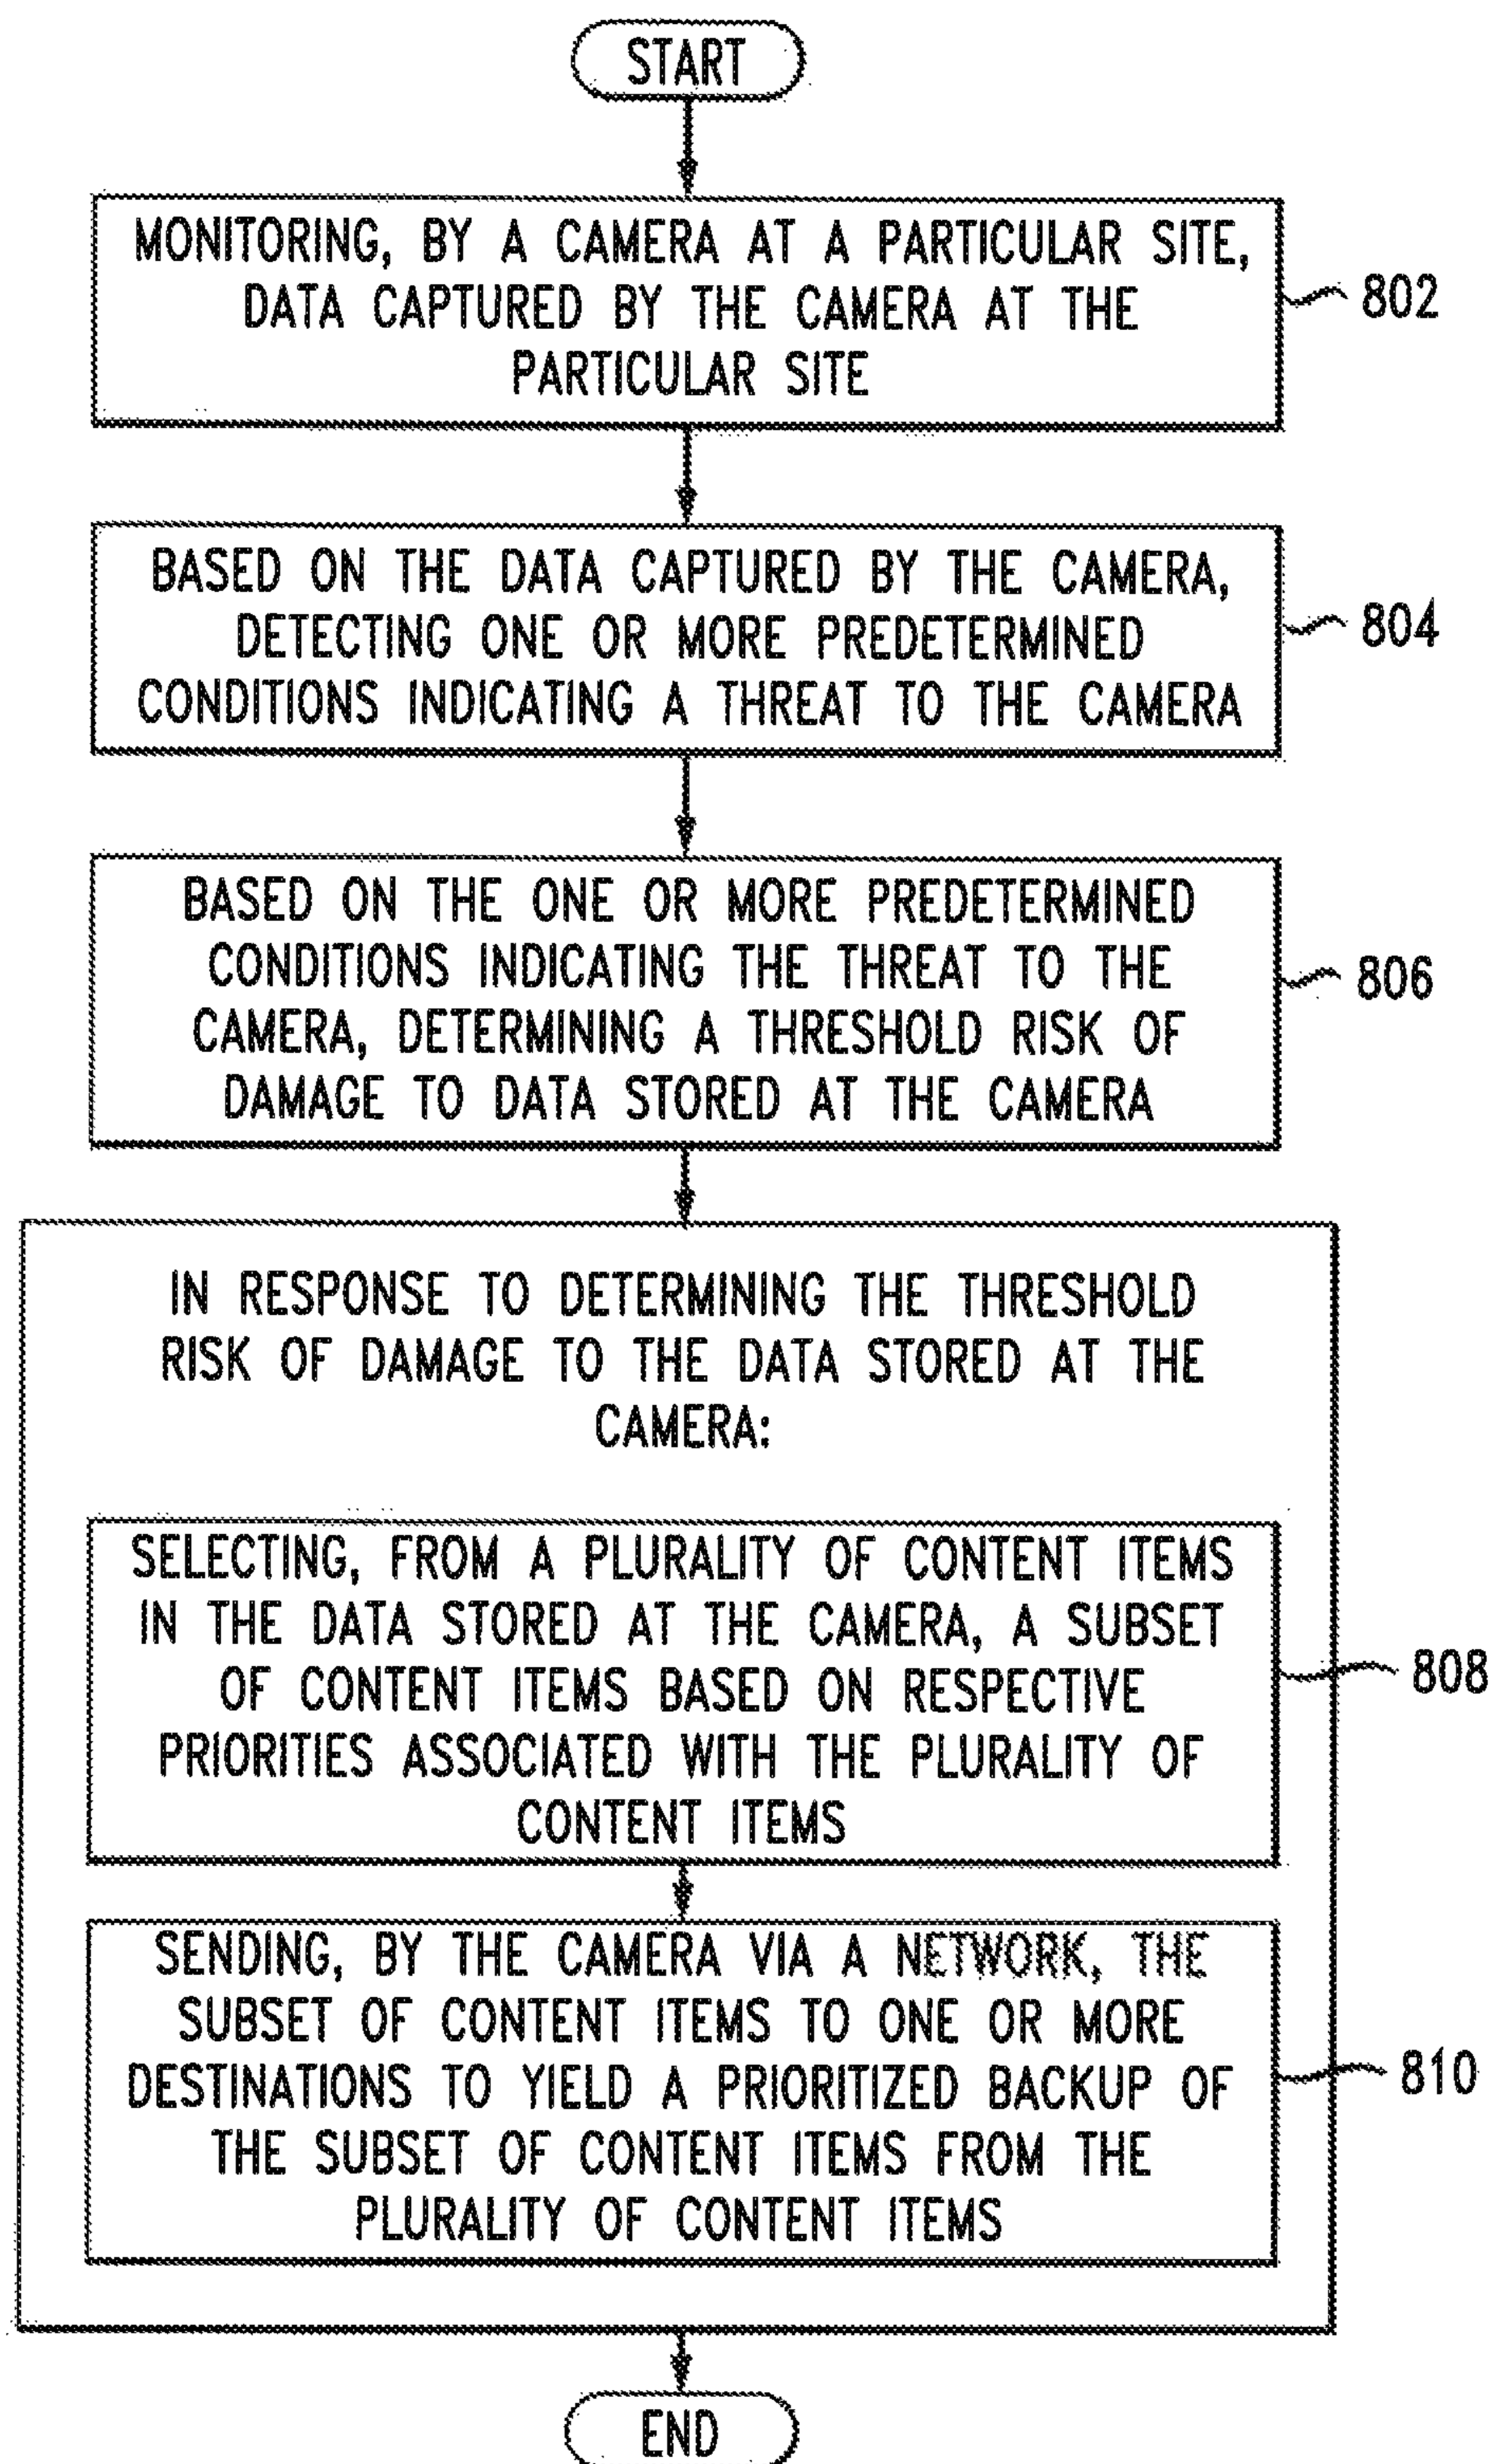 START
MONITORING, BY A CAMERA AT A PARTICULAR SITE,
DATA CAPTURED BY THE CAMERA AT THE
PARTICULAR SITE
802
BASED ON THE DATA CAPTURED BY THE CAMERA,
DETECTING ONE OR MORE PREDETERMINED
CONDITIONS INDICATING A THREAT TO THE CAMERA
804
BASED ON THE ONE OR MORE PREDETERMINED
CONDITIONS INDICATING THE THREAT TO THE
CAMERA, DETERMINING A THRESHOLD RISK OF
DAMAGE TO DATA STORED AT THE CAMERA
806
IN RESPONSE TO DETERMINING THE THRESHOLD
RISK OF DAMAGE TO THE DATA STORED AT THE
CAMERA:
SELECTING, FROM A PLURALITY OF CONTENT ITEMS
IN THE DATA STORED AT THE CAMERA, A SUBSET
OF CONTENT ITEMS BASED ON RESPECTIVE
PRIORITIES ASSOCIATED WITH THE PLURALITY OF
CONTENT ITEMS
808
SENDING, BY THE CAMERA VIA A NETWORK, THE
SUBSET OF CONTENT ITEMS TO ONE OR MORE
DESTINATIONS TO YIELD A PRIORITIZED BACKUP OF
THE SUBSET OF CONTENT ITEMS FROM THE
PLURALITY OF CONTENT ITEMS
810
END